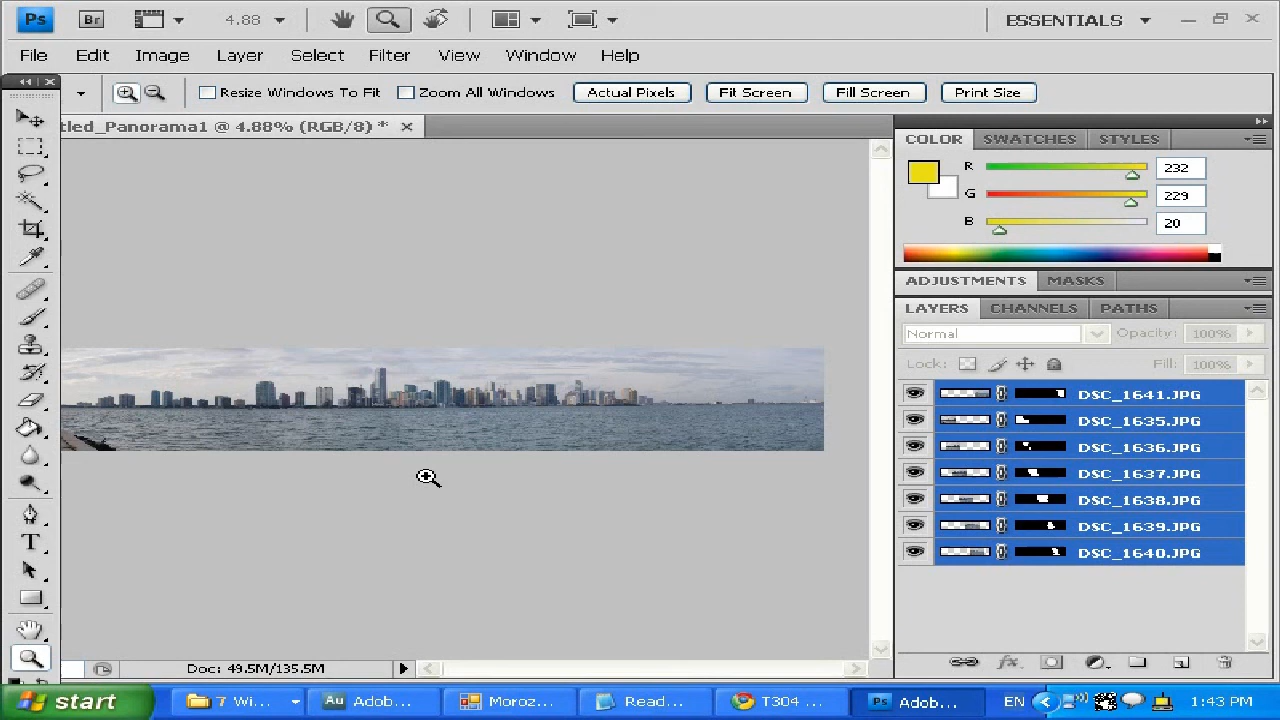 Ps Br 4.88 ESSENTIALS
File Edit Image Layer Select Filter View Window Help
Resize Windows To Fit Zoom All Windows Actual Pixels Fit Screen Fill Screen Print Size
tled_Panorama1 @ 4.88% (RGB/8) *
COLOR SWATCHES STYLES
R 232
G 229
B 20
ADJUSTMENTS MASKS
LAYERS CHANNELS PATHS
Normal Opacity: 100%
Lock: Fill: 100%
DSC_1641.JPG
DSC_1635.JPG
DSC_1636.JPG
DSC_1637.JPG
DSC_1638.JPG
DSC_1639.JPG
DSC_1640.JPG
Doc: 49.5M/135.5M
start 7 Wi... Au Adob... Moroz... Read... T304 ... Ps Adob... EN 1:43 PM